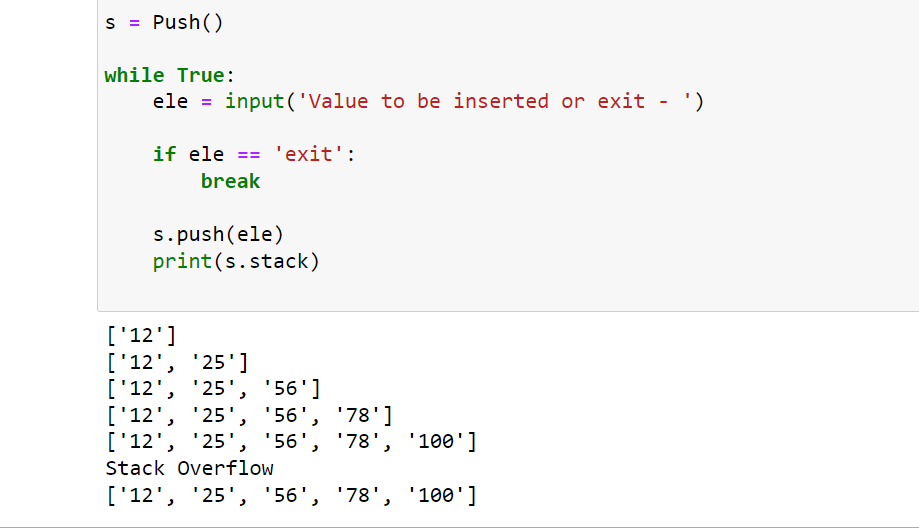 s = Push()
while True:
    ele = input('Value to be inserted or exit - ')
    if ele == 'exit':
        break
    s.push(ele)
    print(s.stack)
['12']
['12', '25']
['12', '25', '56']
['12', '25', '56', '78']
['12', '25', '56', '78', '100']
Stack Overflow
['12', '25', '56', '78', '100']